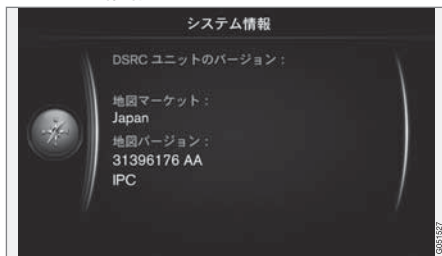 システム情報
DSRC ユニットのバージョン：
地図マーケット：
Japan
地図バージョン：
31396176 AA
IPC
G051527